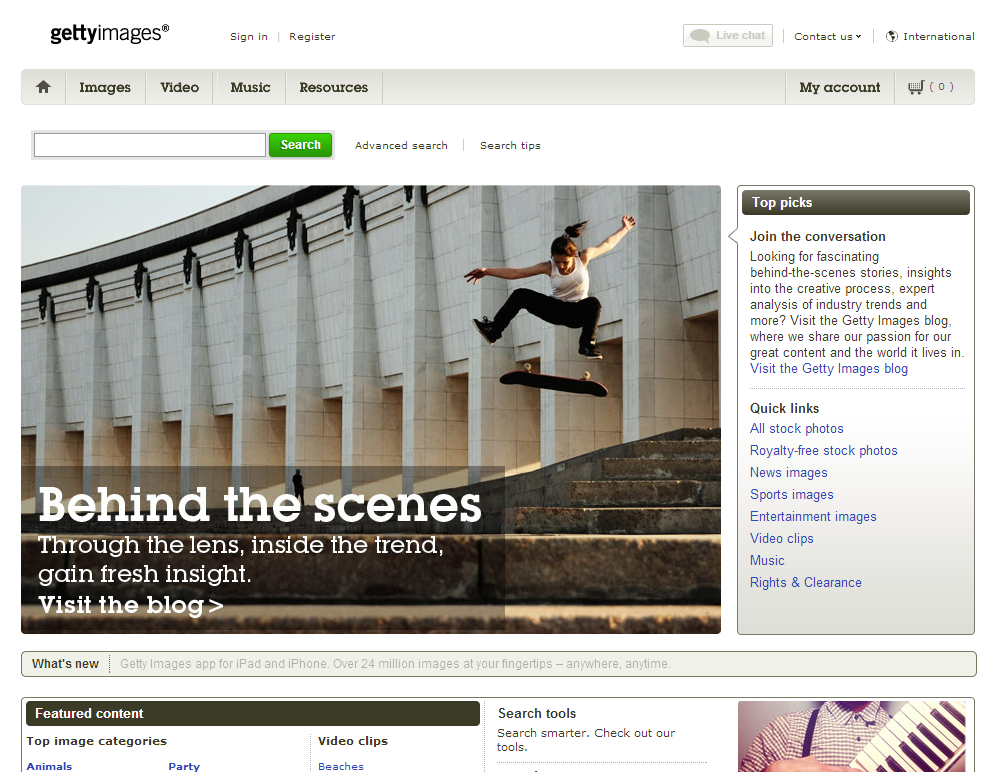 gettyimages®
Sign in
Register
Live chat
Contact us
International
Images
Video
Music
Resources
My account
( 0 )
Search
Advanced search
Search tips
Behind the scenes
Through the lens, inside the trend,
gain fresh insight.
Visit the blog >
Top picks
Join the conversation
Looking for fascinating
behind-the-scenes stories, insights
into the creative process, expert
analysis of industry trends and
more? Visit the Getty Images blog,
where we share our passion for our
great content and the world it lives in.
Visit the Getty Images blog
Quick links
All stock photos
Royalty-free stock photos
News images
Sports images
Entertainment images
Video clips
Music
Rights & Clearance
What's new
Getty Images app for iPad and iPhone. Over 24 million images at your fingertips – anywhere, anytime.
Featured content
Top image categories
Animals
Party
Video clips
Beaches
Search tools
Search smarter. Check out our
tools.